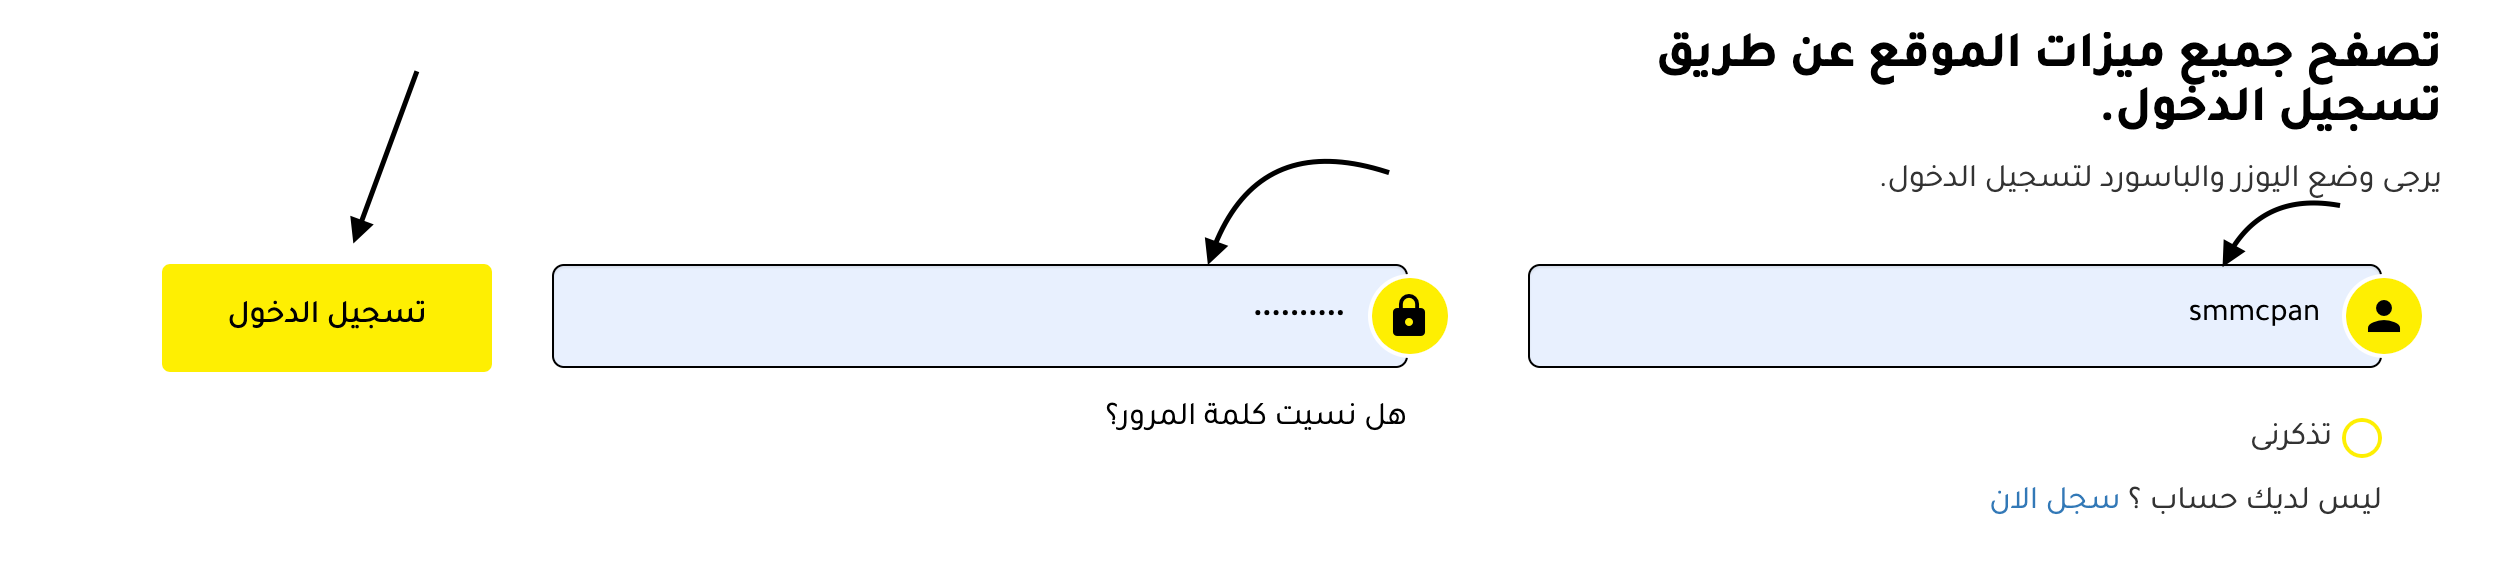 تصفح جميع ميزات الموقع عن طريق
تسجيل الدخول.
يرجى وضع اليوزر والباسورد لتسجيل الدخول.
smmcpan
••••••••••
تسجيل الدخول
هل نسيت كلمة المرور؟
تذكرنى
ليس لديك حساب ؟ سجل الان